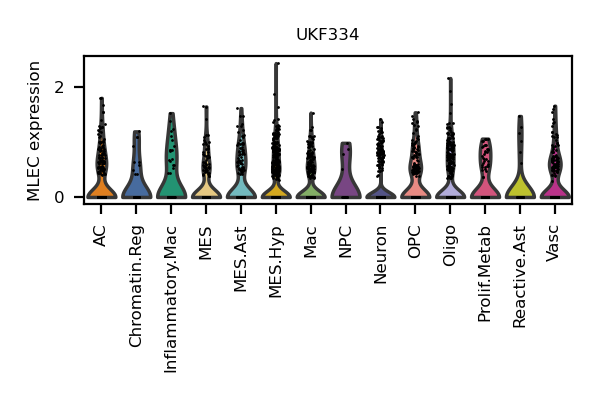 UKF334
MLEC expression
2
0
AC
Chromatin.Reg
Inflammatory.Mac
MES
MES.Ast
MES.Hyp
Mac
NPC
Neuron
OPC
Oligo
Prolif.Metab
Reactive.Ast
Vasc